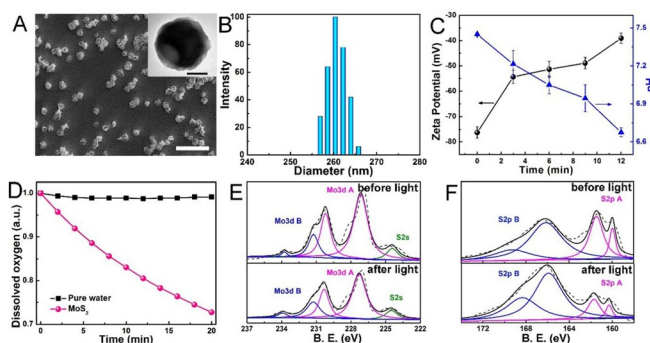 A
B
Intensity
100
80
60
40
20
0
240
250
260
270
280
Diameter (nm)
C
Zeta Potential (mV)
-30
-40
-50
-60
-70
-80
0
3
6
9
12
Time (min)
7.5
7.2
6.9
6.6
pH
D
Dissolved oxygen (a.u.)
1.0
0.9
0.8
0.7
0
5
10
15
20
Time (min)
Pure water
MoS2
E
before light
Mo3d A
Mo3d B
S2s
after light
Mo3d A
Mo3d B
S2s
237
234
231
228
225
222
B. E. (eV)
F
before light
S2p A
S2p B
after light
S2p B
S2p A
172
168
164
160
B. E. (eV)